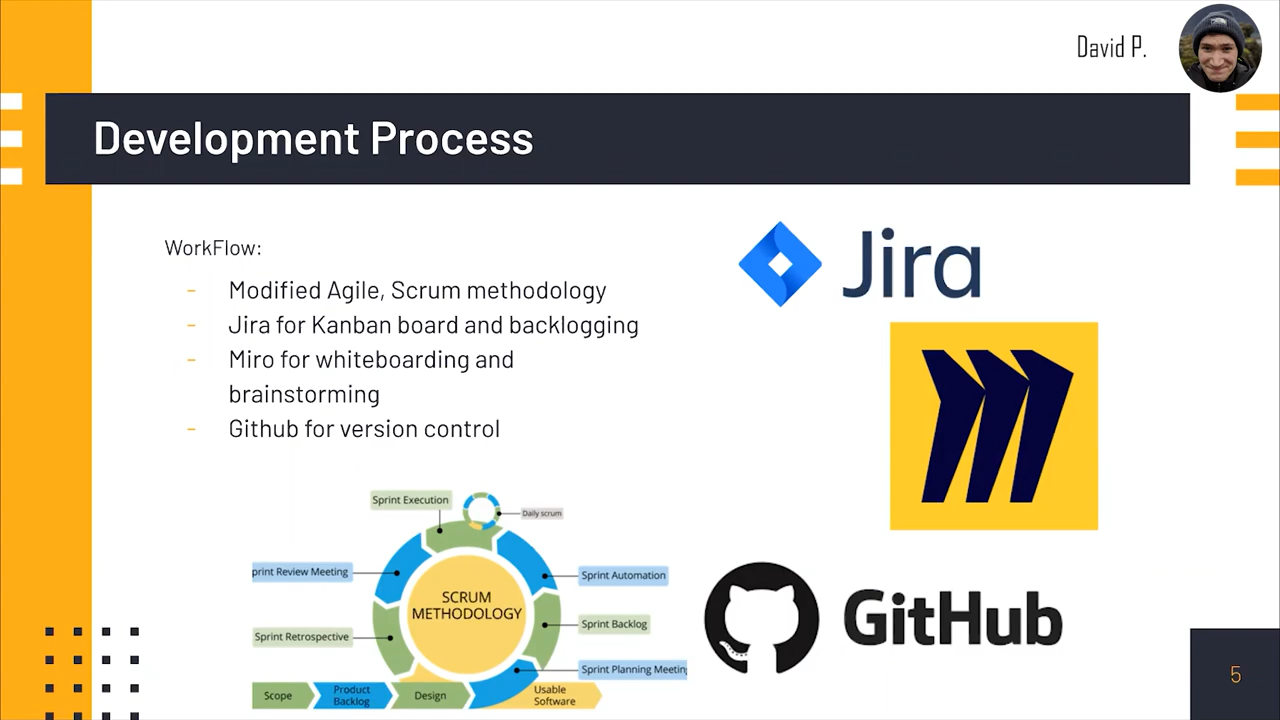 David P.
Development Process
WorkFlow:
- Modified Agile, Scrum methodology
- Jira for Kanban board and backlogging
- Miro for whiteboarding and
brainstorming
- Github for version control
Jira
GitHub
Sprint Execution
Daily scrum
print Review Meeting
Sprint Automation
SCRUM
METHODOLOGY
Sprint Retrospective
Sprint Backlog
Sprint Planning Meeting
Scope
Product
Backlog
Design
Usable
Software
5